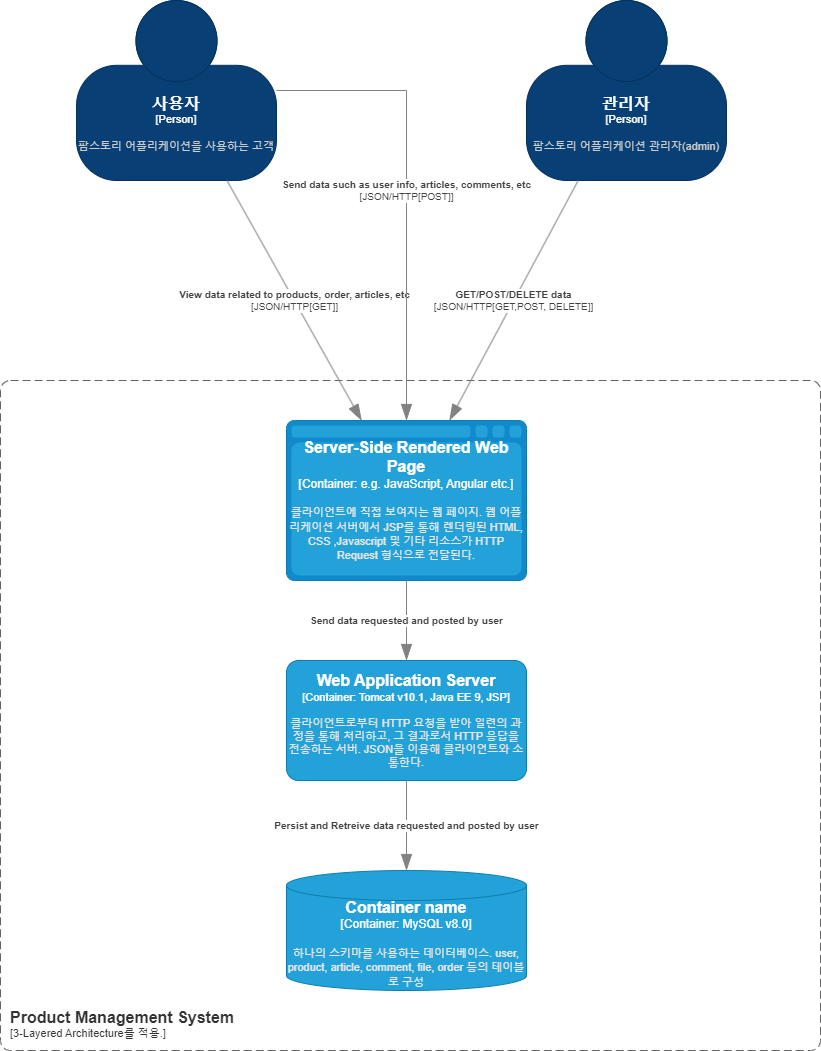 사용자
[Person]
팜스토리 어플리케이션을 사용하는 고객
관리자
[Person]
팜스토리 어플리케이션 관리자(admin)
Send data such as user info, articles, comments, etc
[JSON/HTTP[POST]]
View data related to products, order, articles, etc
[JSON/HTTP[GET]]
GET/POST/DELETE data
[JSON/HTTP[GET,POST, DELETE]]
Server-Side Rendered Web
Page
[Container: e.g. JavaScript, Angular etc.]
클라이언트에 직접 보여지는 웹 페이지. 웹 어플
리케이션 서버에서 JSP를 통해 렌더링된 HTML,
CSS ,Javascript 및 기타 리소스가 HTTP
Request 형식으로 전달된다.
Send data requested and posted by user
Web Application Server
[Container: Tomcat v10.1, Java EE 9, JSP]
클라이언트로부터 HTTP 요청을 받아 일련의 과
정을 통해 처리하고, 그 결과로서 HTTP 응답을
전송하는 서버. JSON을 이용해 클라이언트와 소
통한다.
Persist and Retreive data requested and posted by user
Container name
[Container: MySQL v8.0]
하나의 스키마를 사용하는 데이터베이스. user,
product, article, comment, file, order 등의 테이블
로 구성
Product Management System
[3-Layered Architecture를 적용.]